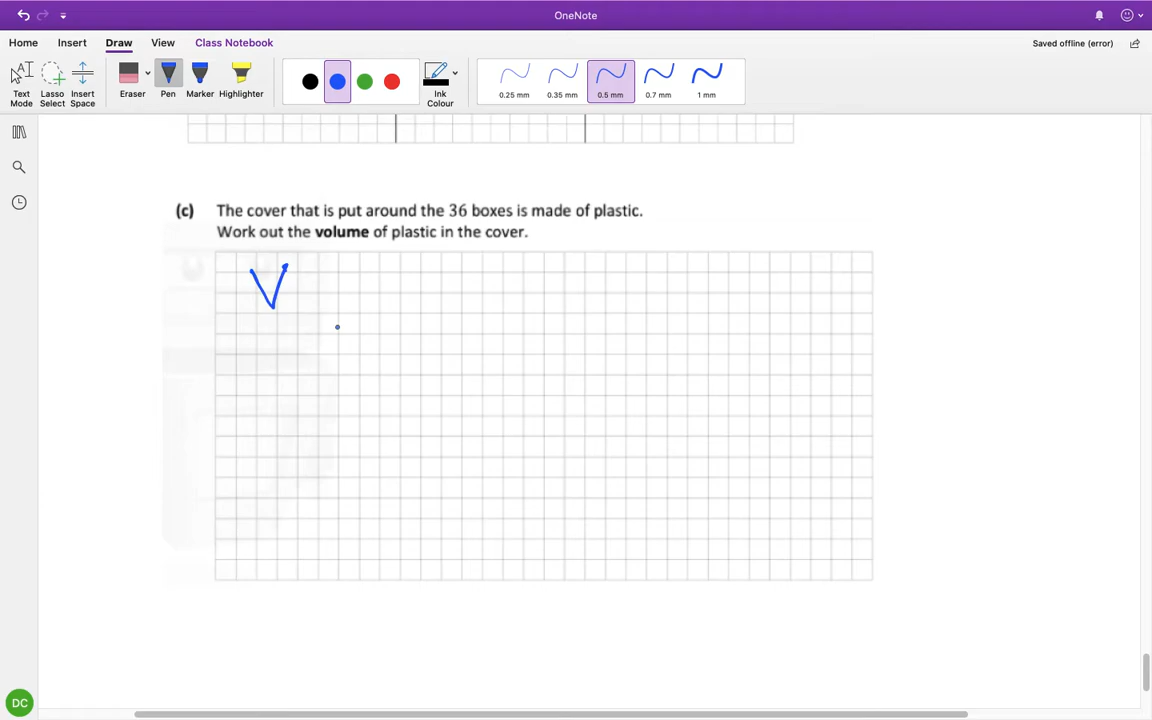 OneNote
Home Insert Draw View Class Notebook Saved offline (error)
Text Mode Lasso Select Insert Space Eraser Pen Marker Highlighter Ink Colour 0.25 mm 0.35 mm 0.5 mm 0.7 mm 1 mm
(c) The cover that is put around the 36 boxes is made of plastic.
Work out the volume of plastic in the cover.
V
DC